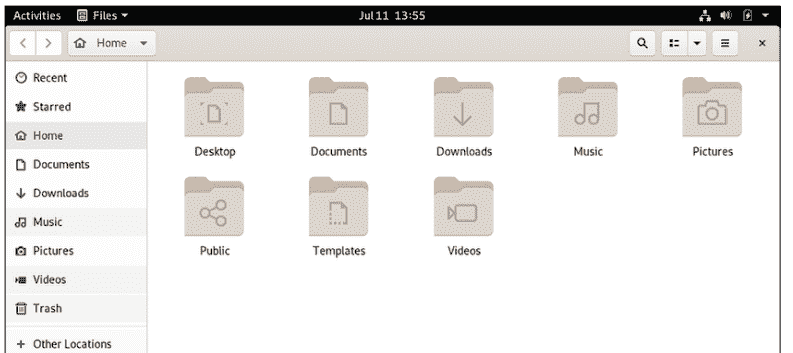 Activities Files Jul 11 13:55
Home
Recent
Starred
Home
Documents
Downloads
Music
Pictures
Videos
Trash
Other Locations
Desktop Documents Downloads Music Pictures
Public Templates Videos